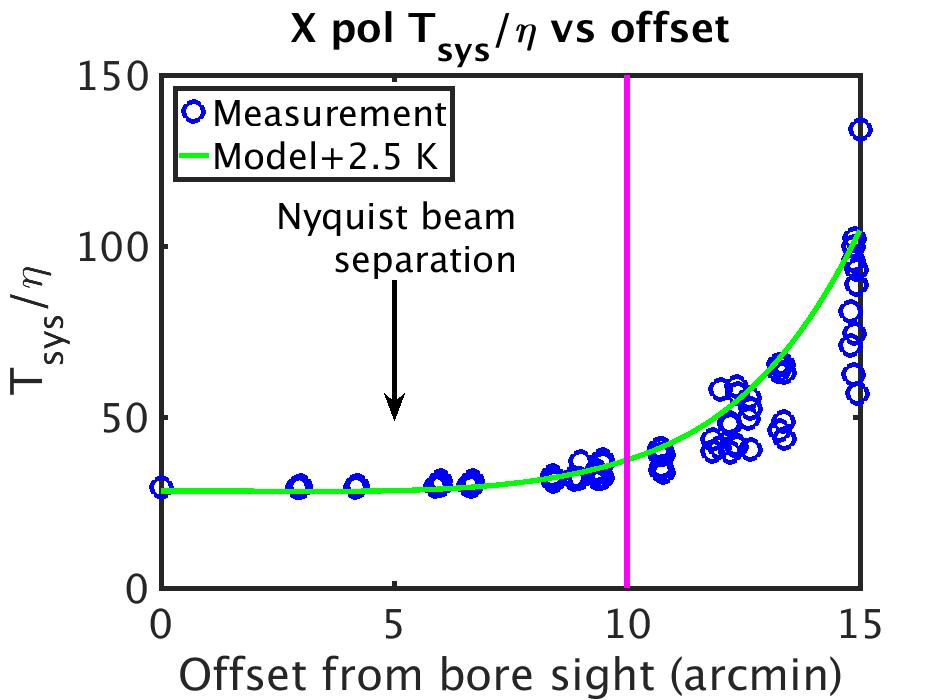 X pol T_sys/η vs offset
150
100
50
0
T_sys/η
Measurement
Model+2.5 K
Nyquist beam
separation
0 5 10 15
Offset from bore sight (arcmin)